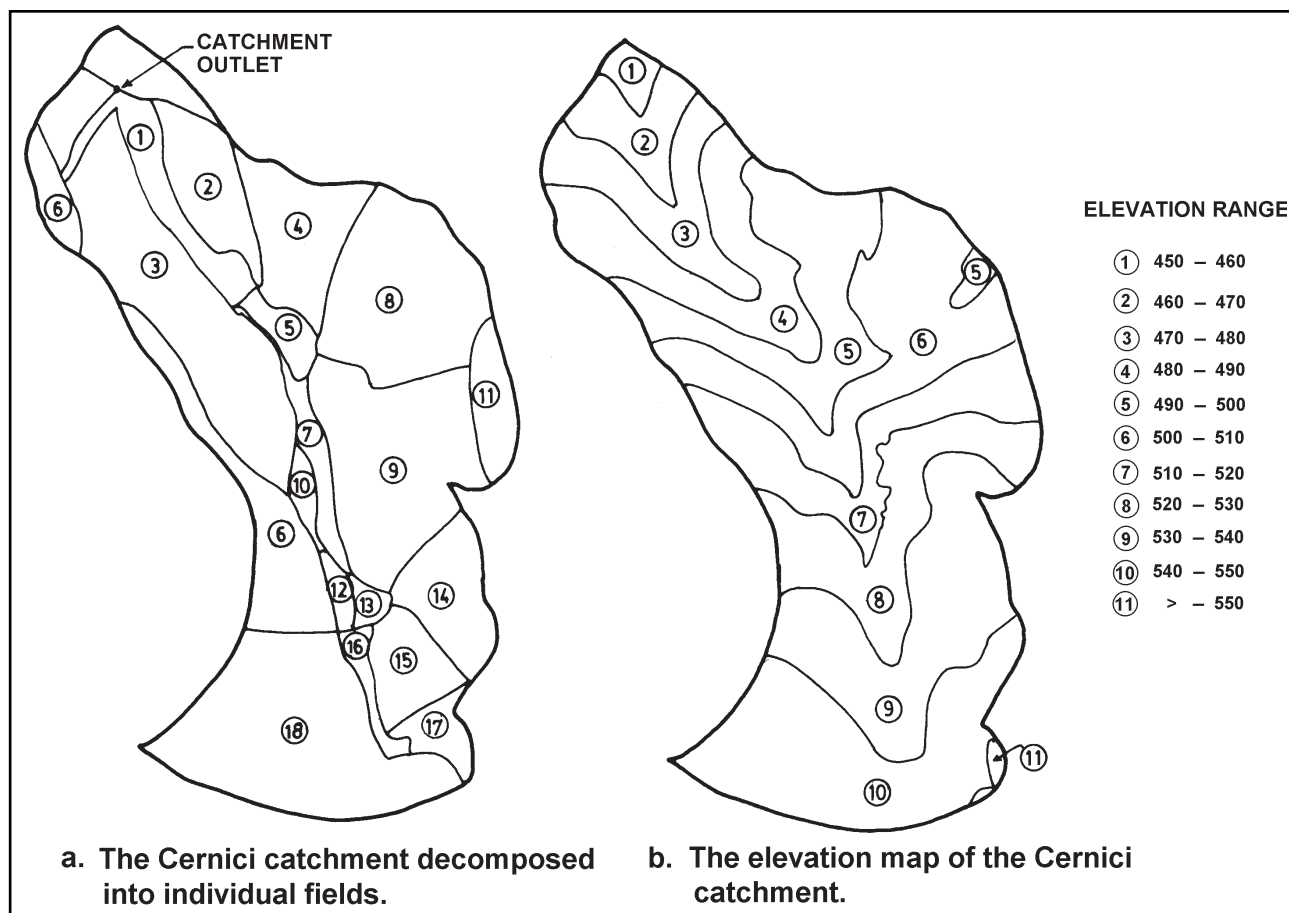 CATCHMENT
OUTLET
1
2
6
4
3
8
5
11
7
9
10
6
12
13
14
16
15
17
18
a. The Cernici catchment decomposed
into individual fields.
1
2
3
5
4
5
6
7
8
9
11
10
b. The elevation map of the Cernici
catchment.
ELEVATION RANGE
1 450 – 460
2 460 – 470
3 470 – 480
4 480 – 490
5 490 – 500
6 500 – 510
7 510 – 520
8 520 – 530
9 530 – 540
10 540 – 550
11 > – 550